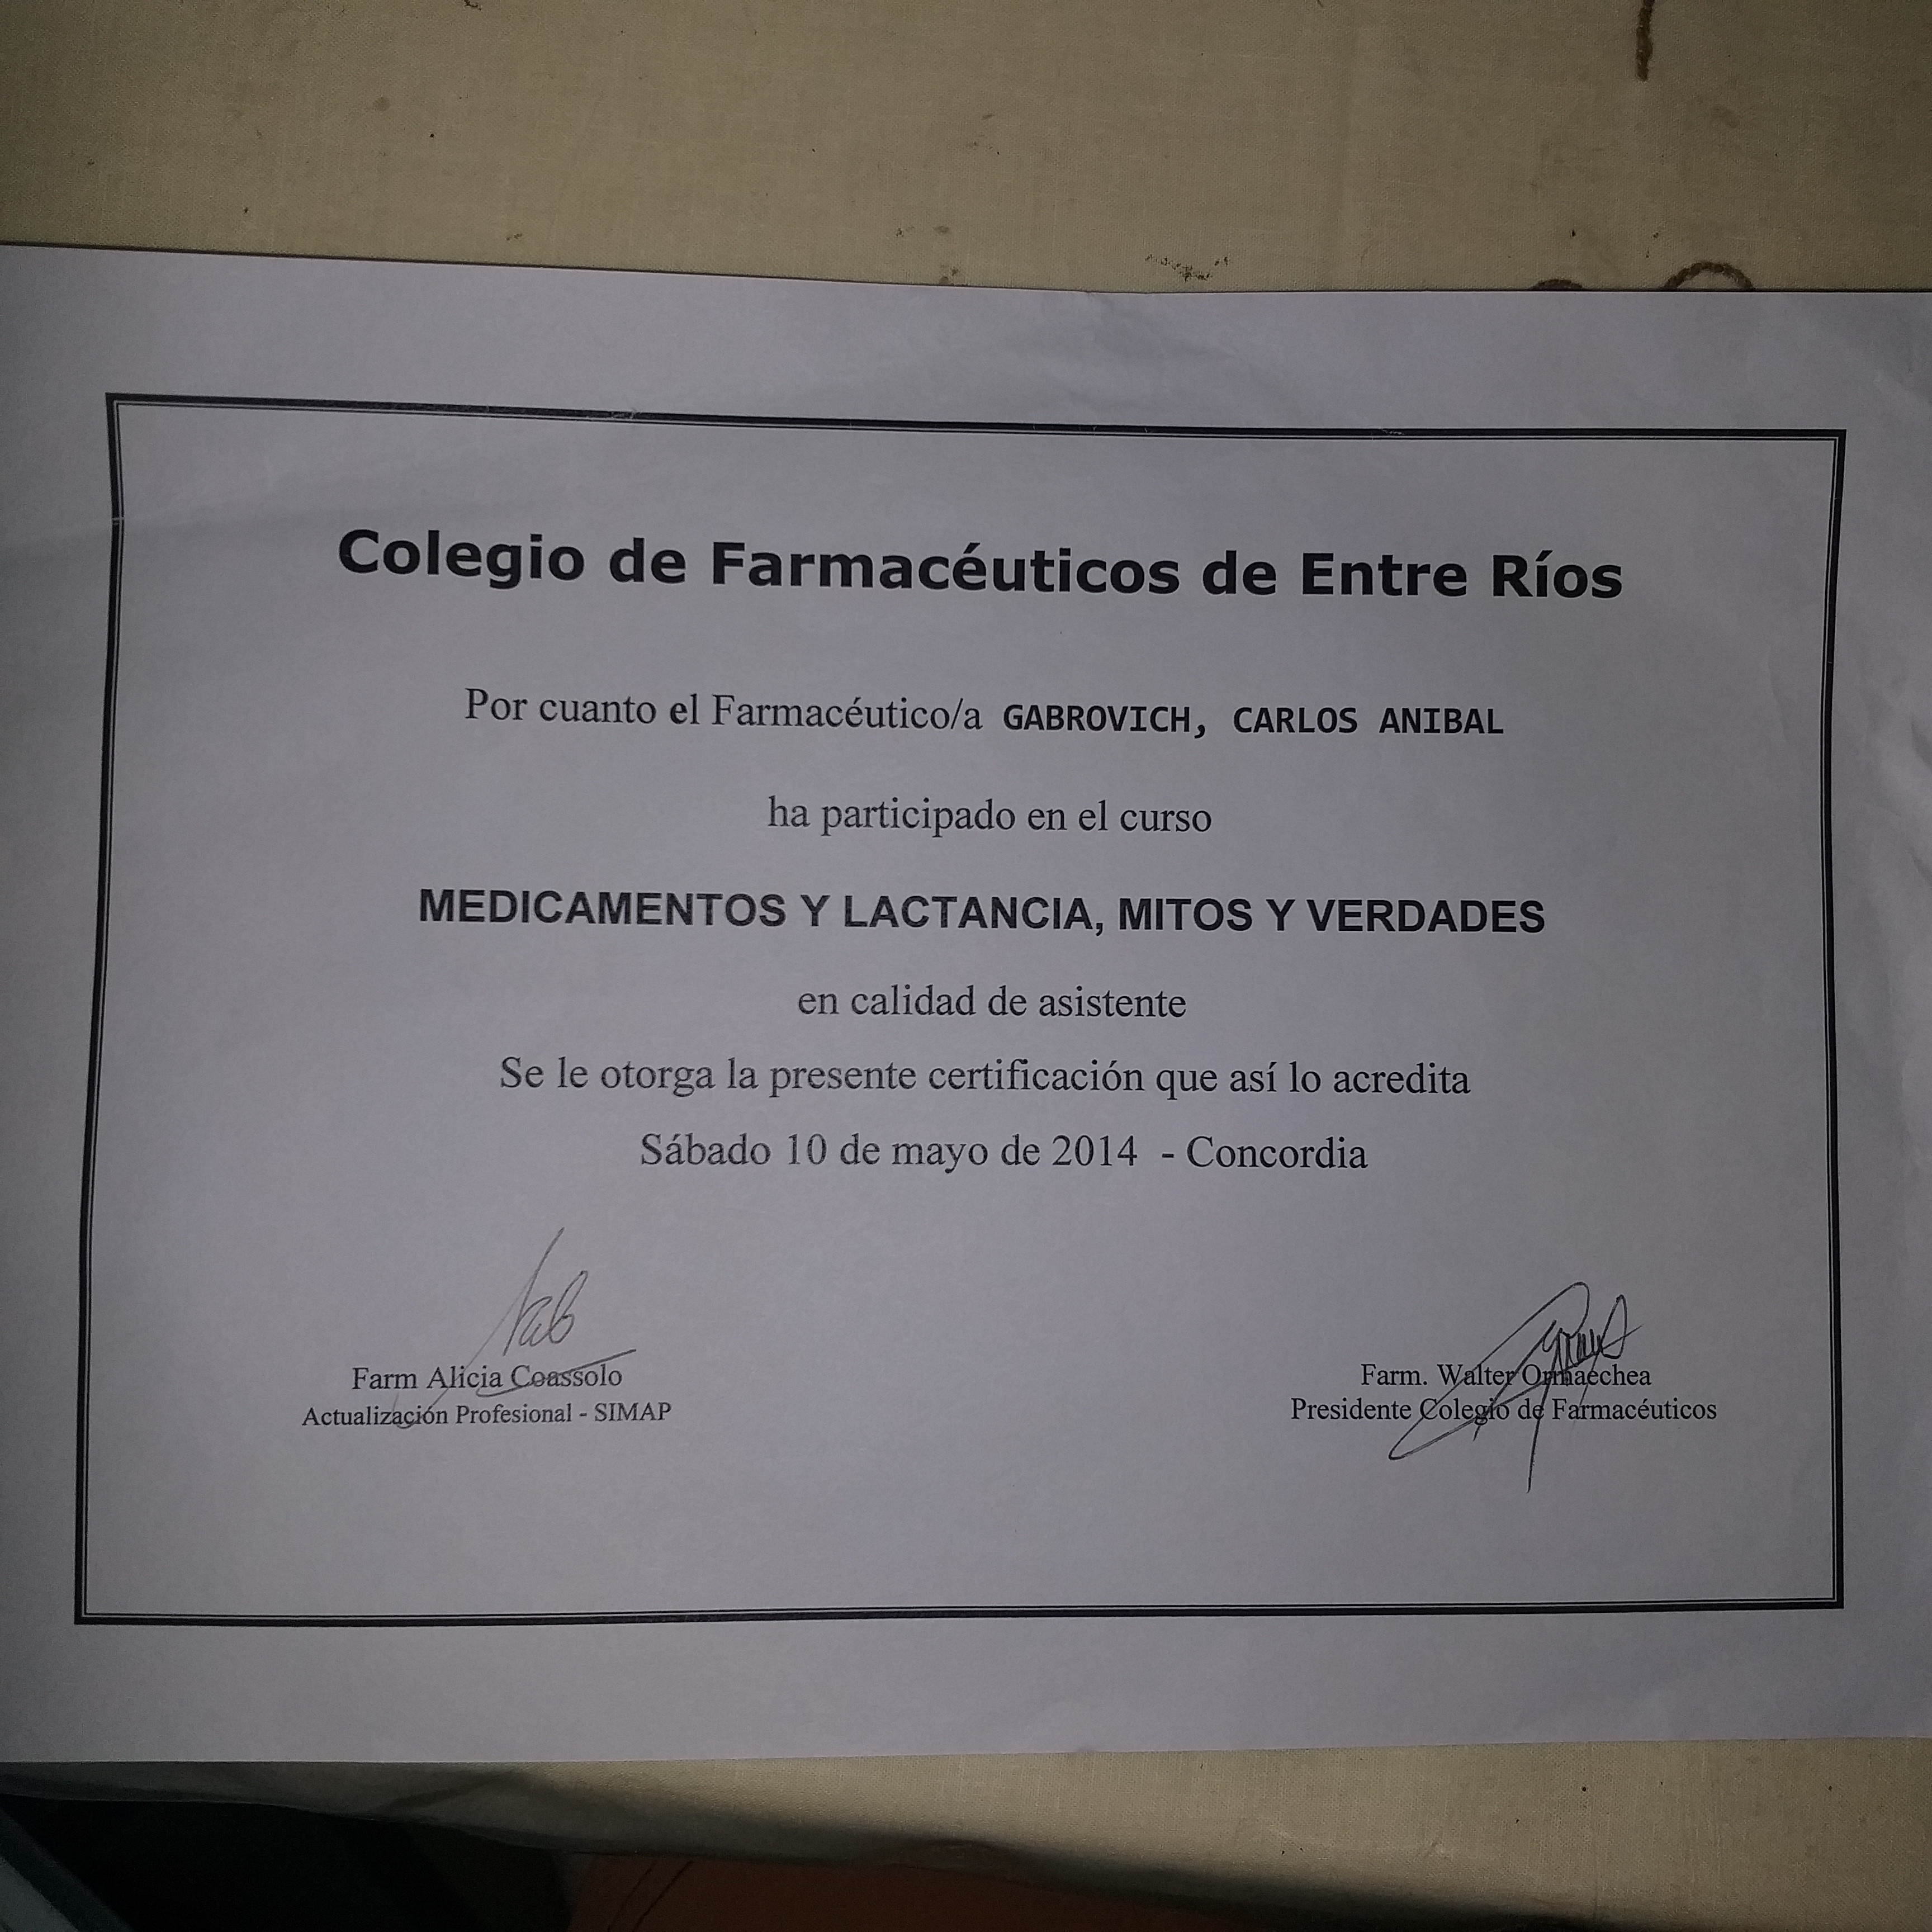 Colegio de Farmacéuticos de Entre Ríos
Por cuanto el Farmacéutico/a GABROVICH, CARLOS ANIBAL
ha participado en el curso
MEDICAMENTOS Y LACTANCIA, MITOS Y VERDADES
en calidad de asistente
Se le otorga la presente certificación que así lo acredita
Sábado 10 de mayo de 2014 - Concordia
Farm Alicia Coassolo
Actualización Profesional - SIMAP
Farm. Walter Ormaechea
Presidente Colegio de Farmacéuticos